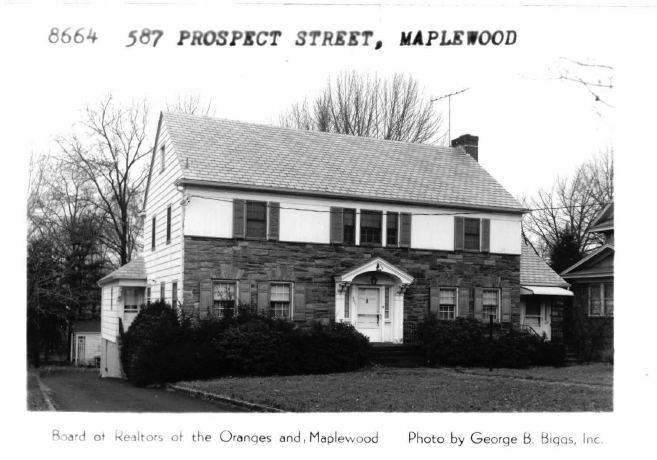 8664 587 PROSPECT STREET, MAPLEWOOD
Board of Realtors of the Oranges and, Maplewood Photo by George B. Biggs, Inc.